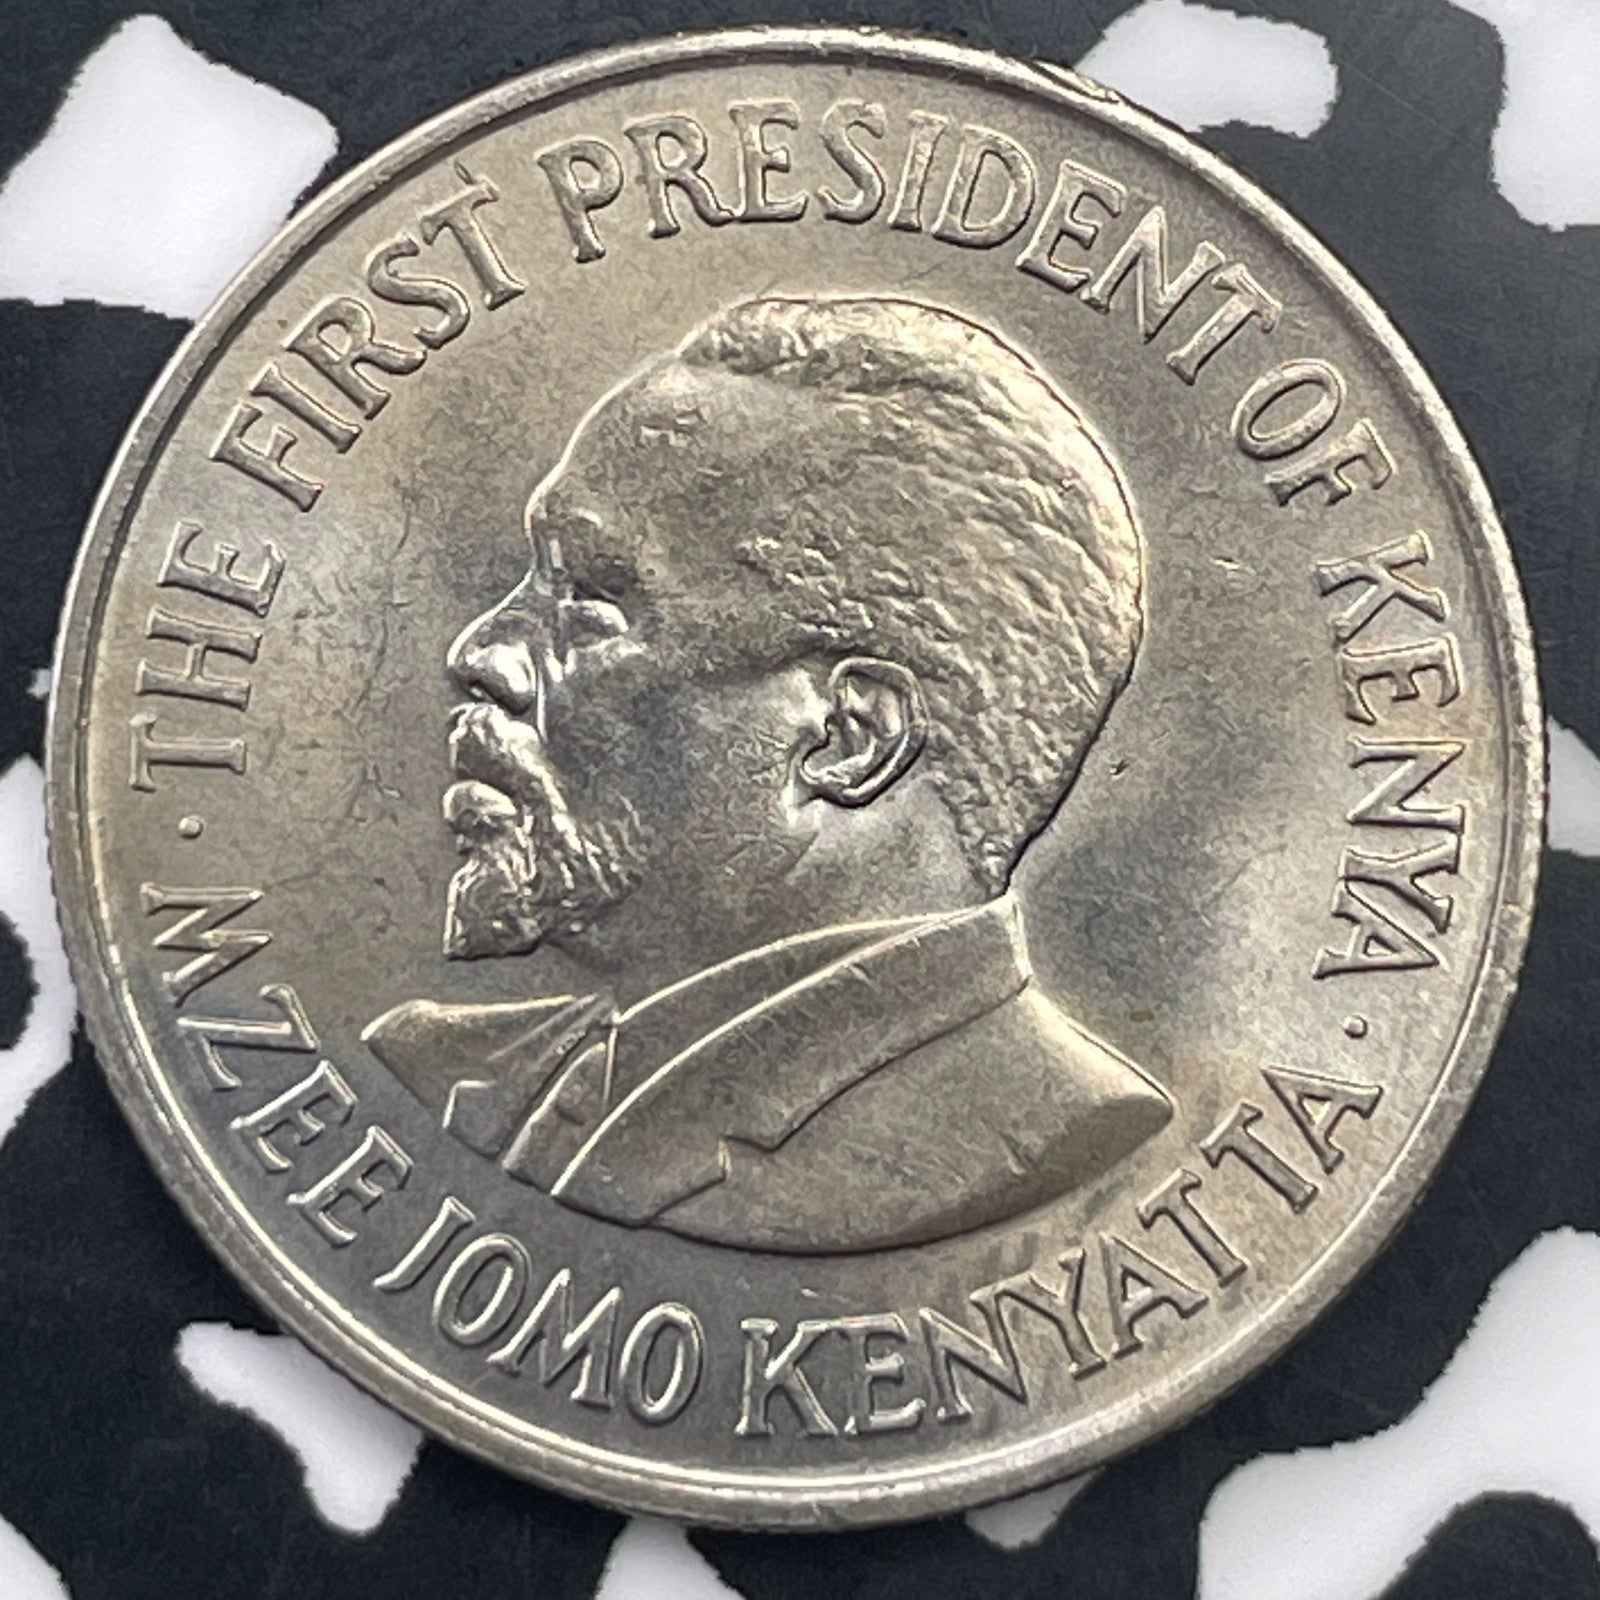 · THE FIRST PRESIDENT OF KENYA ·
MZEE JOMO KENYATTA